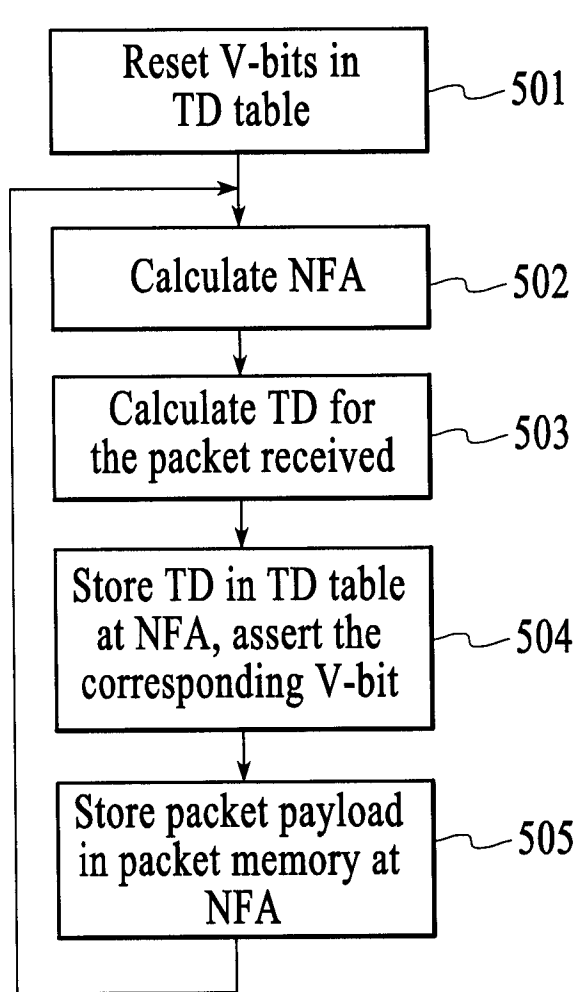 Reset V-bits in
TD table
501
Calculate NFA
502
Calculate TD for
the packet received
503
Store TD in TD table
at NFA, assert the
corresponding V-bit
504
Store packet payload
in packet memory at
NFA
505